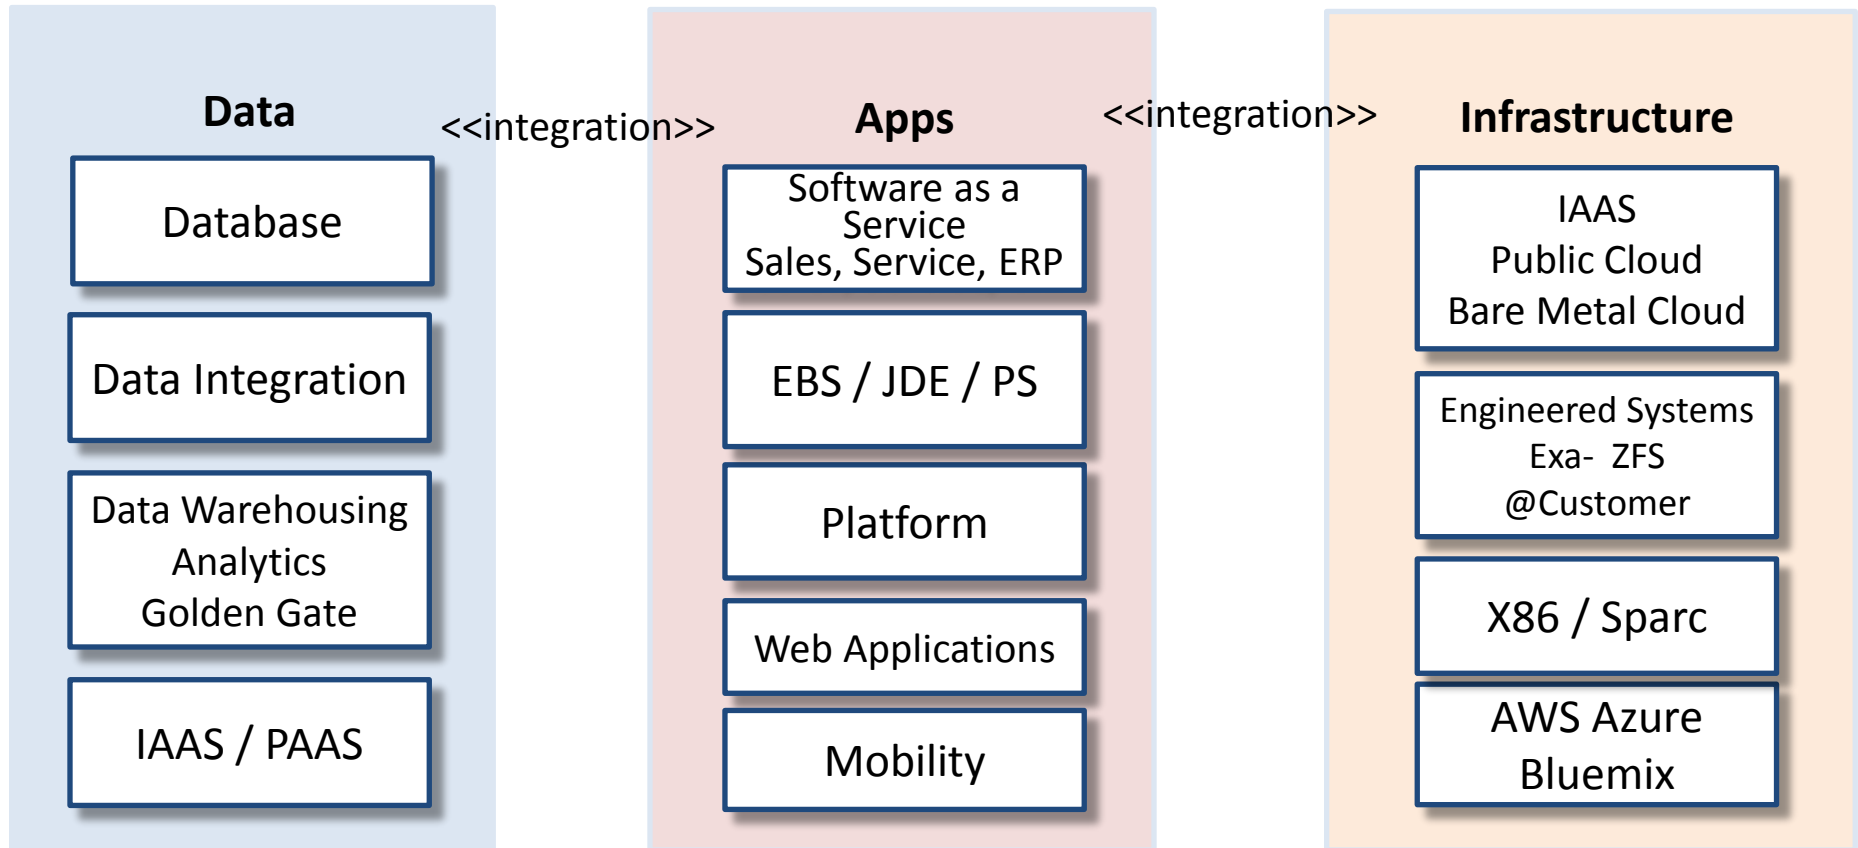 Data
<<integration>>
Apps
<<integration>>
Infrastructure
Database
Data Integration
Data Warehousing
Analytics
Golden Gate
IAAS / PAAS
Software as a
Service
Sales, Service, ERP
EBS / JDE / PS
Platform
Web Applications
Mobility
IAAS
Public Cloud
Bare Metal Cloud
Engineered Systems
Exa-  ZFS
@Customer
X86 / Sparc
AWS Azure
Bluemix